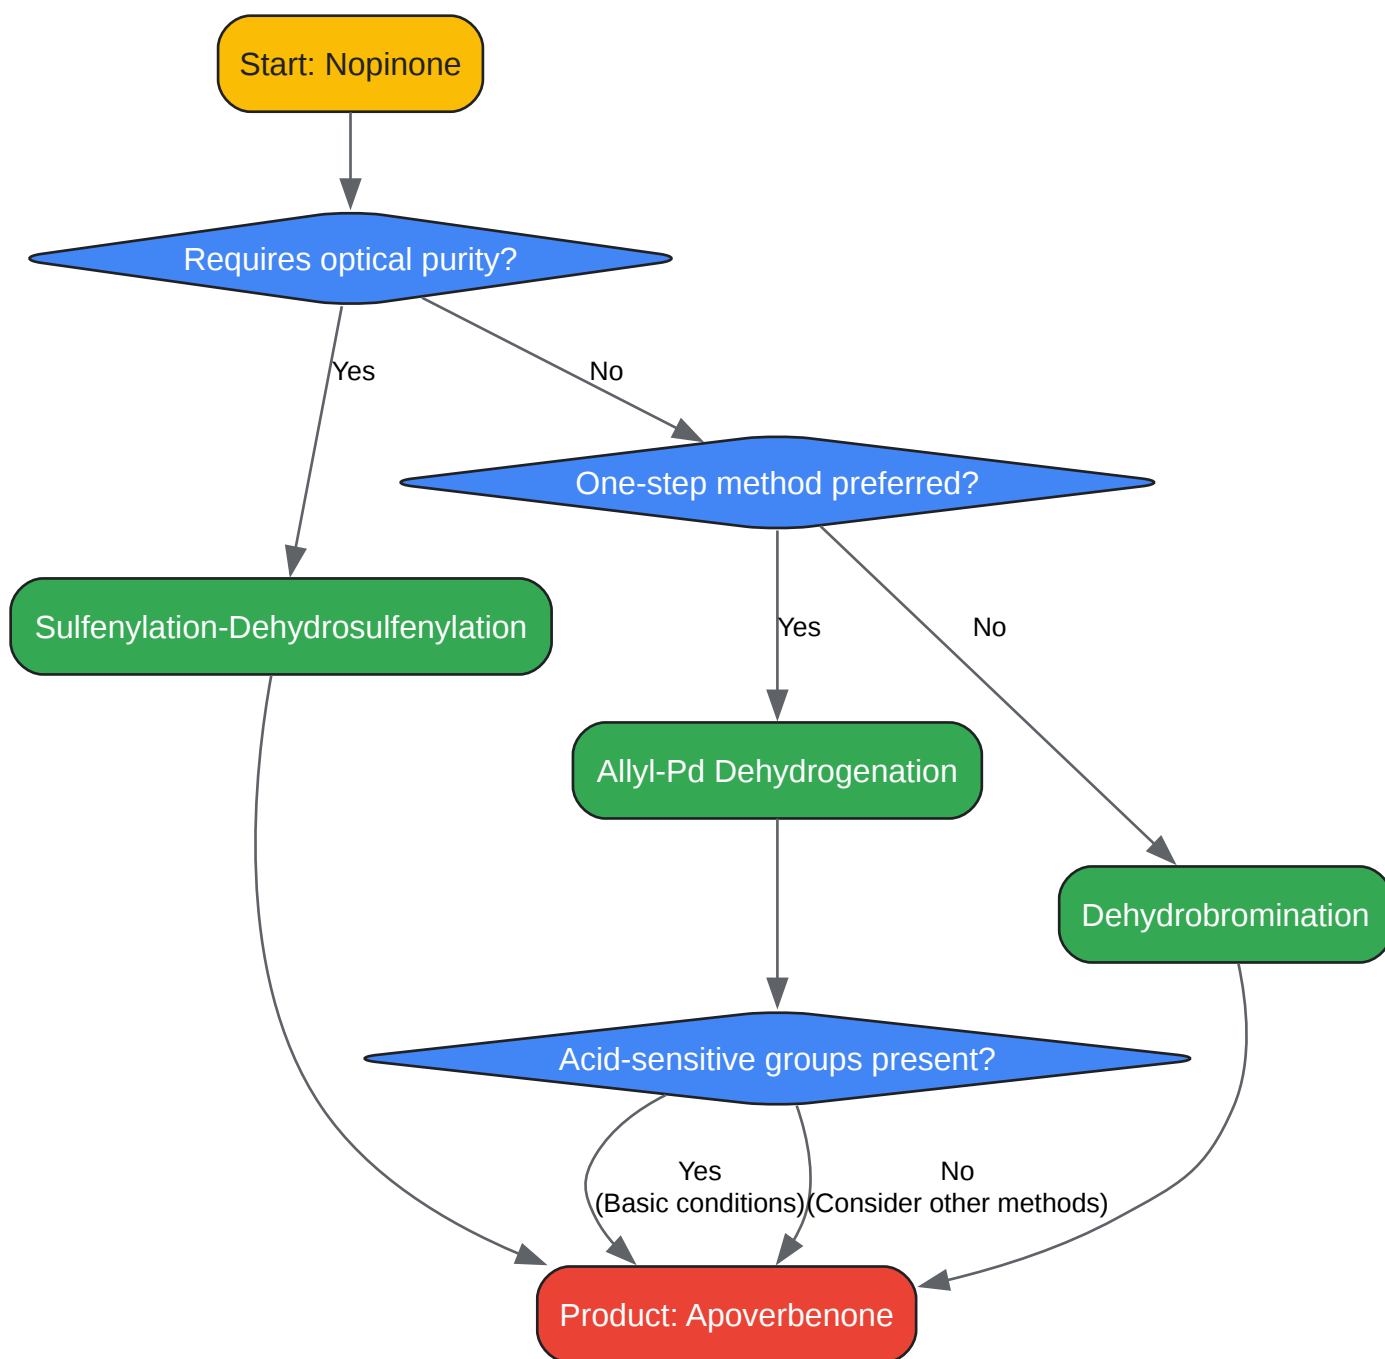 Start: Nopinone
Requires optical purity?
Yes
No
One-step method preferred?
Sulfenylation-Dehydrosulfenylation
Yes
No
Allyl-Pd Dehydrogenation
Dehydrobromination
Acid-sensitive groups present?
Yes
(Basic conditions)
No
(Consider other methods)
Product: Apoverbenone